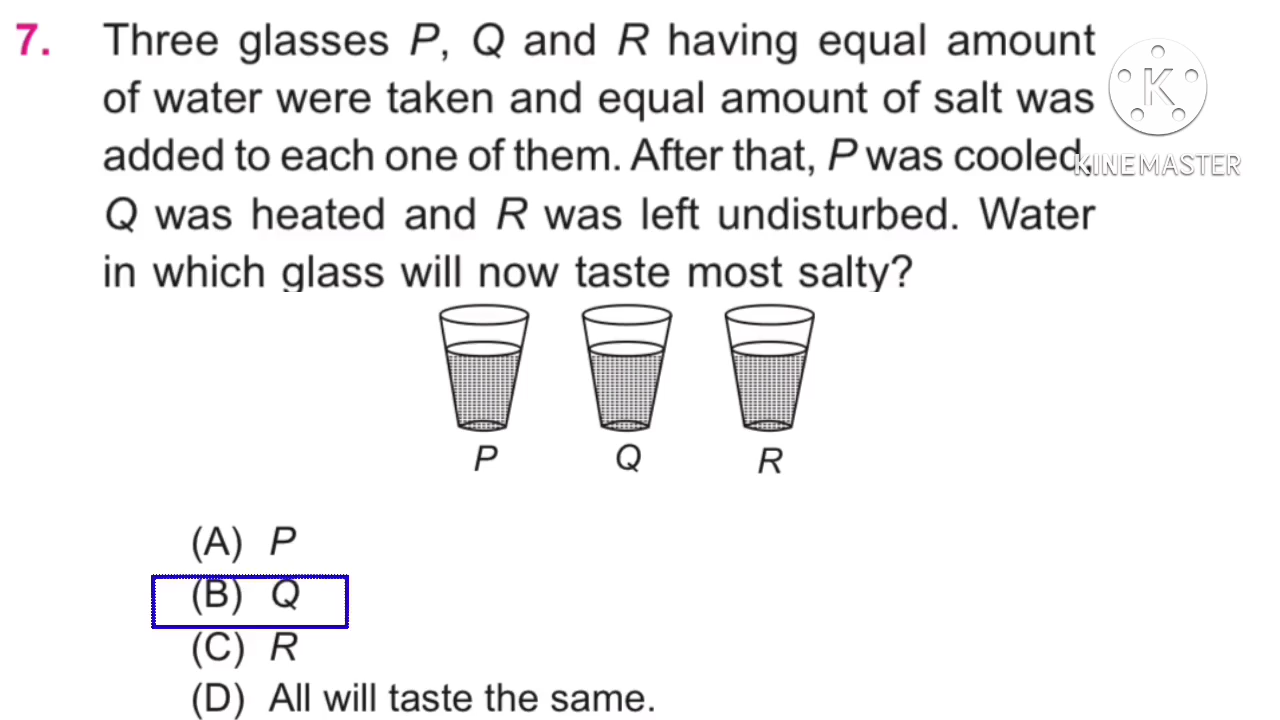 7. Three glasses P, Q and R having equal amount
of water were taken and equal amount of salt was
added to each one of them. After that, P was cooled,
Q was heated and R was left undisturbed. Water
in which glass will now taste most salty?
K
KINEMASTER
P Q R
(A) P
(B) Q
(C) R
(D) All will taste the same.